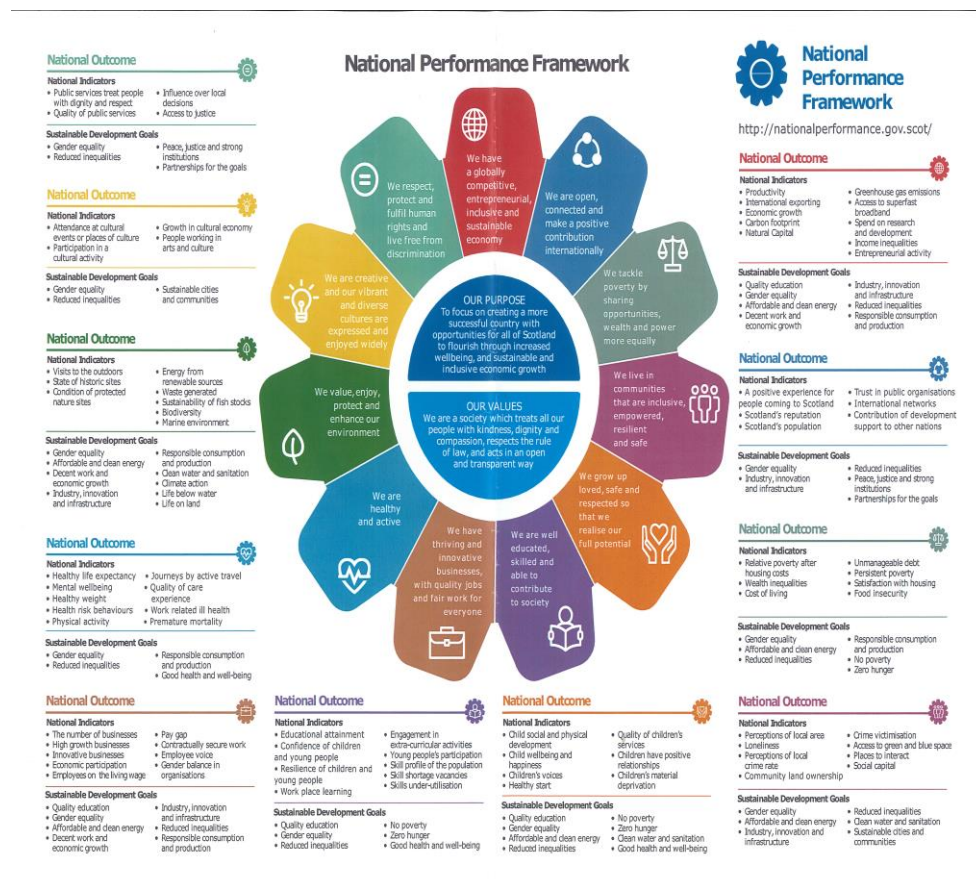 National Performance Framework
National Outcome
National Indicators
• Public services treat people
with dignity and respect
• Quality of public services
• Influence over local
decisions
• Access to justice
Sustainable Development Goals
• Gender equality
• Reduced inequalities
• Peace, justice and strong
institutions
• Partnerships for the goals
National Outcome
National Indicators
• Attendance at cultural
events or places of culture
• Participation in a
cultural activity
• Growth in cultural economy
• People working in
arts and culture
Sustainable Development Goals
• Gender equality
• Reduced inequalities
• Sustainable cities
and communities
National Outcome
National Indicators
• Visits to the outdoors
• State of historic sites
• Condition of protected
nature sites
• Energy from
renewable sources
• Waste generated
• Sustainability of fish stocks
• Biodiversity
• Marine environment
Sustainable Development Goals
• Gender equality
• Affordable and clean energy
• Decent work and
economic growth
• Industry, innovation
and infrastructure
• Responsible consumption
and production
• Clean water and sanitation
• Climate action
• Life below water
• Life on land
National Outcome
National Indicators
• Healthy life expectancy
• Mental wellbeing
• Healthy weight
• Health risk behaviours
• Physical activity
• Journeys by active travel
• Quality of care
experience
• Work related ill health
• Premature mortality
Sustainable Development Goals
• Gender equality
• Reduced inequalities
• Responsible consumption
and production
• Good health and well-being
We have
a globally
competitive,
entrepreneurial,
inclusive and
sustainable
economy
We are open,
connected and
make a positive
contribution
internationally
We tackle
poverty by
sharing
opportunities,
wealth and power
more equally
We live in
communities
that are inclusive,
empowered,
resilient
and safe
We grow up
loved, safe and
respected so
that we
realise our
full potential
We are well
educated,
skilled and
able to
contribute
to society
We have
thriving and
innovative
businesses,
with quality jobs
and fair work for
everyone
We are
healthy
and active
We value, enjoy,
protect and
enhance our
environment
We are creative
and our vibrant
and diverse
cultures are
expressed and
enjoyed widely
We respect,
protect and
fulfil human
rights and
live free from
discrimination
OUR PURPOSE
To focus on creating a more
successful country with
opportunities for all of Scotland
to flourish through increased
wellbeing, and sustainable and
inclusive economic growth
OUR VALUES
We are a society which treats all our
people with kindness, dignity and
compassion, respects the rule
of law, and acts in an open
and transparent way
National
Performance
Framework
http://nationalperformance.gov.scot/
National Outcome
National Indicators
• Productivity
• International exporting
• Economic growth
• Carbon footprint
• Natural Capital
• Greenhouse gas emissions
• Access to superfast
broadband
• Spend on research
and development
• Income inequalities
• Entrepreneurial activity
Sustainable Development Goals
• Quality education
• Gender equality
• Affordable and clean energy
• Decent work and
economic growth
• Industry, innovation
and infrastructure
• Reduced inequalities
• Responsible consumption
and production
National Outcome
National Indicators
• A positive experience for
people coming to Scotland
• Scotland's reputation
• Scotland's population
• Trust in public organisations
• International networks
• Contribution of development
support to other nations
Sustainable Development Goals
• Gender equality
• Industry, innovation
and infrastructure
• Reduced inequalities
• Peace, justice and strong
institutions
• Partnerships for the goals
National Outcome
National Indicators
• Relative poverty after
housing costs
• Wealth inequalities
• Cost of living
• Unmanageable debt
• Persistent poverty
• Satisfaction with housing
• Food insecurity
Sustainable Development Goals
• Gender equality
• Affordable and clean energy
• Reduced inequalities
• Responsible consumption
and production
• No poverty
• Zero hunger
National Outcome
National Indicators
• The number of businesses
• High growth businesses
• Innovative businesses
• Economic participation
• Employees on the living wage
• Pay gap
• Contractually secure work
• Employee voice
• Gender balance in
organisations
Sustainable Development Goals
• Quality education
• Gender equality
• Affordable and clean energy
• Decent work and
economic growth
• Industry, innovation
and infrastructure
• Reduced inequalities
• Responsible consumption
and production
National Outcome
National Indicators
• Educational attainment
• Confidence of children
and young people
• Resilience of children and
young people
• Work place learning
• Engagement in
extra-curricular activities
• Young people's participation
• Skill profile of the population
• Skill shortage vacancies
• Skills under-utilisation
Sustainable Development Goals
• Quality education
• Gender equality
• Reduced inequalities
• No poverty
• Zero hunger
• Good health and well-being
National Outcome
National Indicators
• Child social and physical
development
• Child wellbeing and
happiness
• Children's voices
• Healthy start
• Quality of children's
services
• Children have positive
relationships
• Children's material
deprivation
Sustainable Development Goals
• Quality education
• Gender equality
• Affordable and clean energy
• Reduced inequalities
• No poverty
• Zero hunger
• Clean water and sanitation
• Good health and well-being
National Outcome
National Indicators
• Perceptions of local area
• Loneliness
• Perceptions of local
crime rate
• Community land ownership
• Crime victimisation
• Access to green and blue space
• Places to interact
• Social capital
Sustainable Development Goals
• Gender equality
• Affordable and clean energy
• Industry, innovation and
infrastructure
• Reduced inequalities
• Clean water and sanitation
• Sustainable cities and
communities